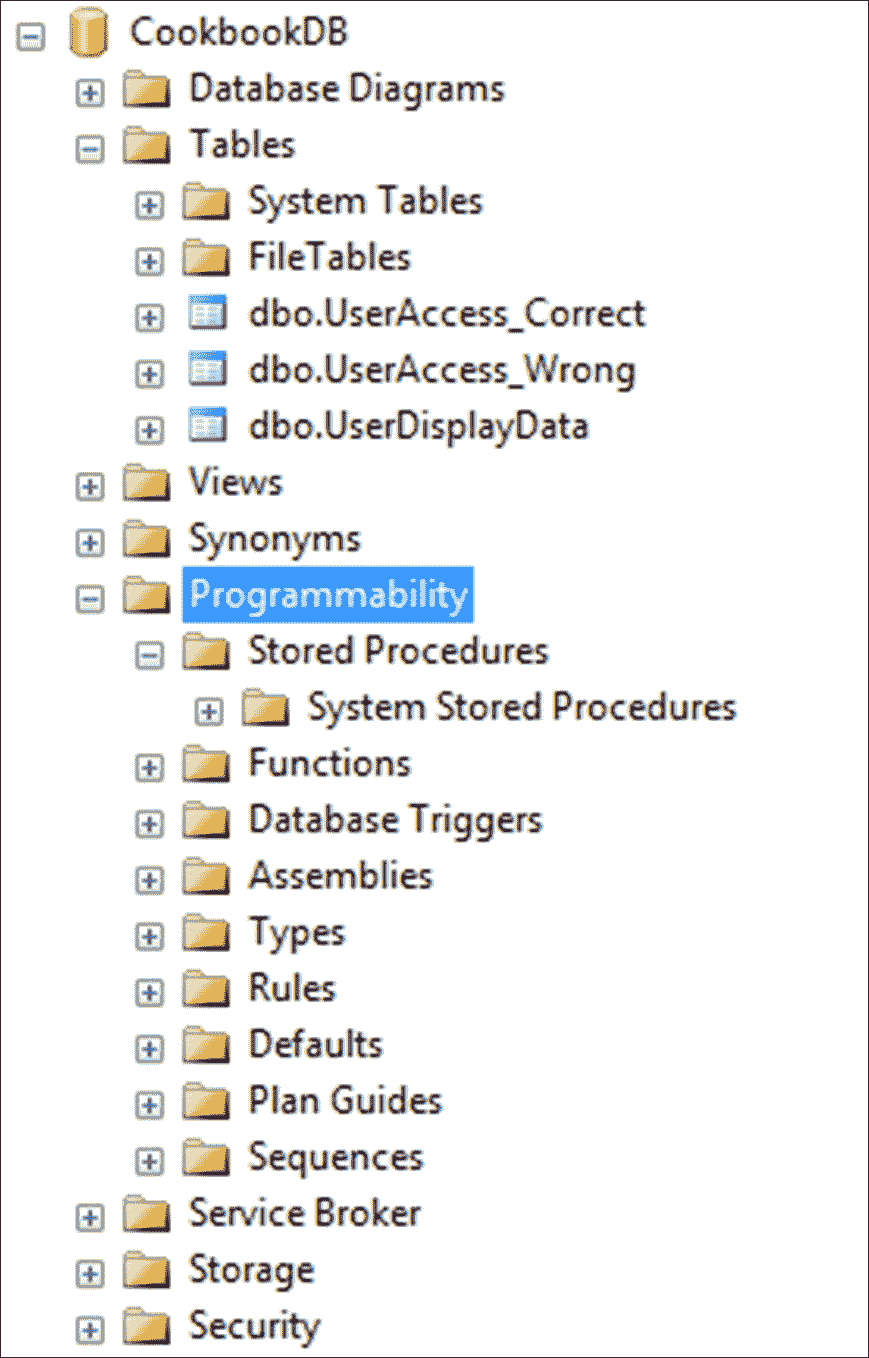 CookbookDB
Database Diagrams
Tables
System Tables
FileTables
dbo.UserAccess_Correct
dbo.UserAccess_Wrong
dbo.UserDisplayData
Views
Synonyms
Programmability
Stored Procedures
System Stored Procedures
Functions
Database Triggers
Assemblies
Types
Rules
Defaults
Plan Guides
Sequences
Service Broker
Storage
Security